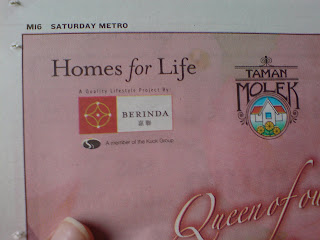 M16 SATURDAY METRO
Homes for Life
A Quality Lifestyle Project By:
BERINDA
TAMAN
MOLEK
A member of the Kuok Group
Queen of ou